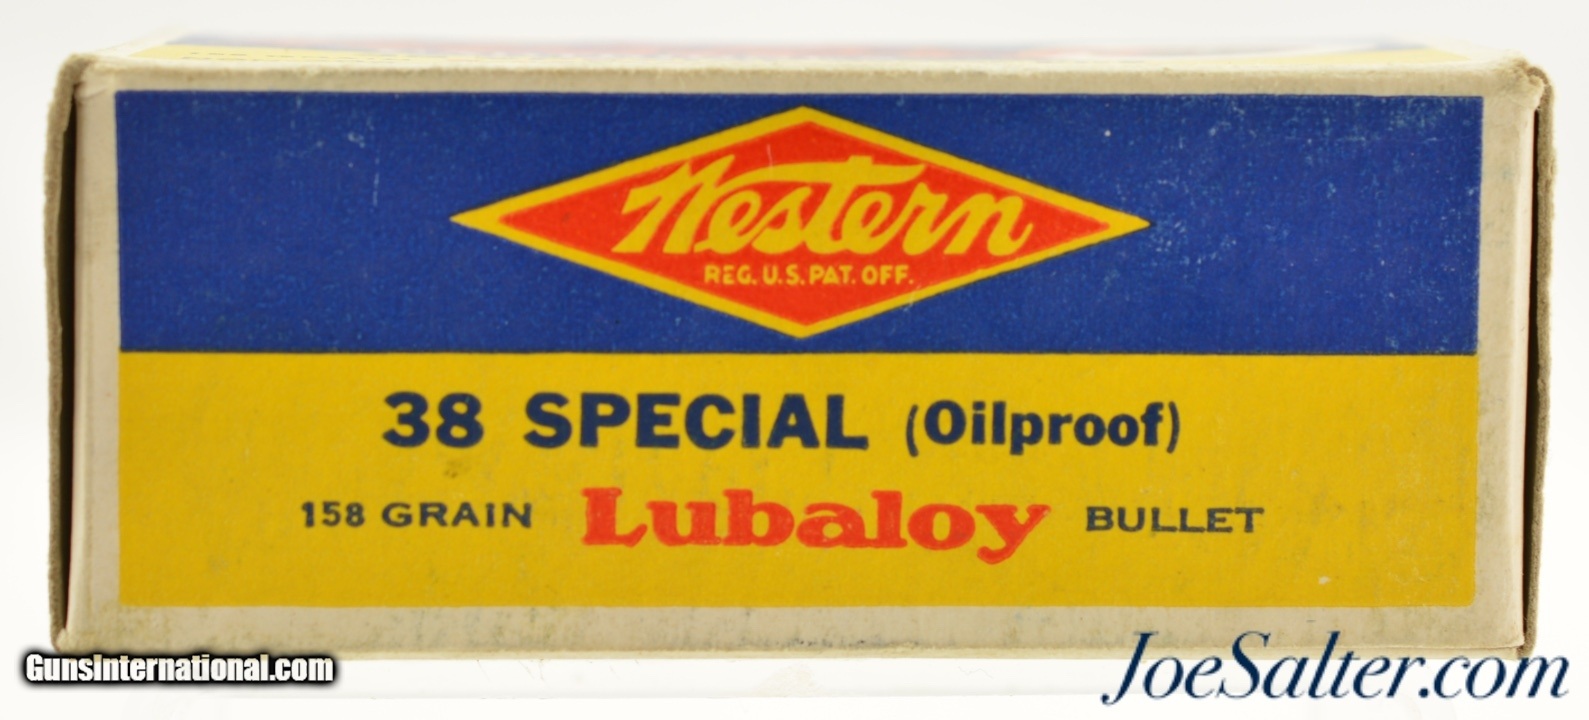 Western
REG. U.S. PAT. OFF.
38 SPECIAL (Oilproof)
158 GRAIN Lubaloy BULLET
GunsInternational.com
JoeSalter.com